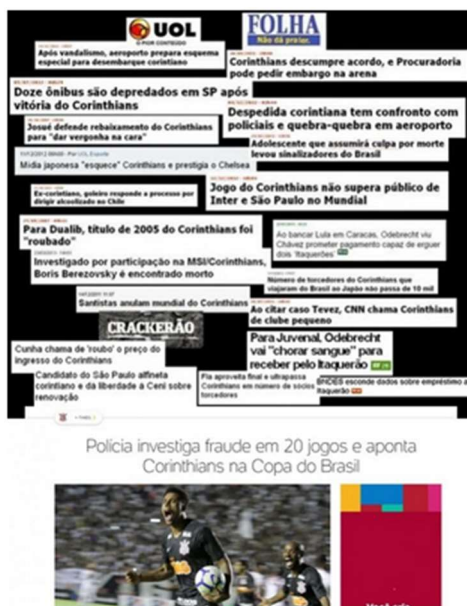 UOL
O PIOR CONTEÚDO
FOLHA
Não dá pra ler.
Após vandalismo, aeroporto prepara esquema
especial para desembarque corintiano
Corinthians descumpre acordo, e Procuradoria
pode pedir embargo na arena
Doze ônibus são depredados em SP após
vitória do Corinthians
Despedida corintiana tem confronto com
policiais e quebra-quebra em aeroporto
Josué defende rebaixamento do Corinthians
para "dar vergonha na cara"
Adolescente que assumirá culpa por morte
levou sinalizadores do Brasil
Mídia japonesa "esquece" Corinthians e prestigia o Chelsea
Ex-corintiano, goleiro responde a processo por
dirigir alcoolizado no Chile
Jogo do Corinthians não supera público de
Inter e São Paulo no Mundial
Para Dualib, título de 2005 do Corinthians foi
"roubado"
Ao bancar Lula em Caracas, Odebrecht viu
Chávez prometer pagamento capaz de erguer
dois 'Itaquerões'
Investigado por participação na MSI/Corinthians,
Boris Berezovsky é encontrado morto
Número de torcedores do Corinthians que
viajaram do Brasil ao Japão não passa de 10 mil
Santistas anulam mundial do Corinthians
Ao citar caso Tevez, CNN chama Corinthians
de clube pequeno
CRACKERÃO
Para Juvenal, Odebrecht
vai "chorar sangue" para
receber pelo Itaquerão
Cunha chama de 'roubo' o preço do
ingresso do Corinthians
Candidato do São Paulo alfineta
corintiano e dá liberdade a Ceni sobre
renovação
Fla aproveita final e ultrapassa
Corinthians em número de sócios
torcedores
BNDES esconde dados sobre empréstimo a
Itaquerão
Polícia investiga fraude em 20 jogos e aponta
Corinthians na Copa do Brasil